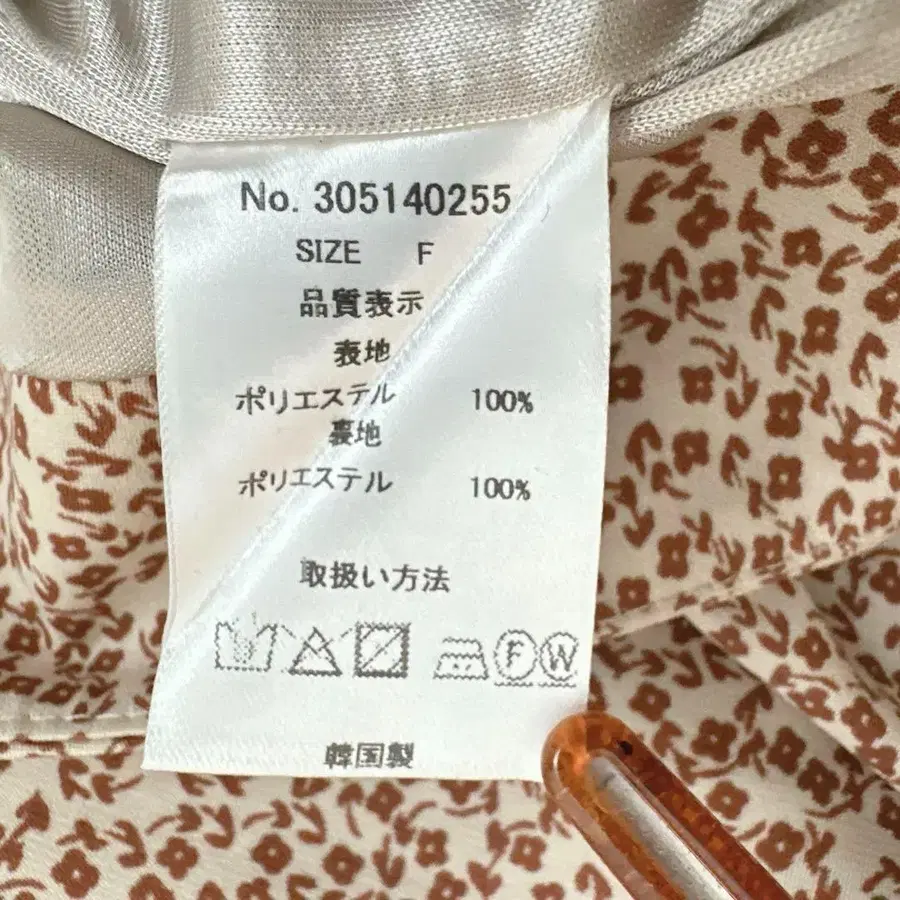 No. 305140255
SIZE F
品質表示
表地
ポリエステル 100%
裏地
ポリエステル 100%
取扱い方法
F W
韓国製